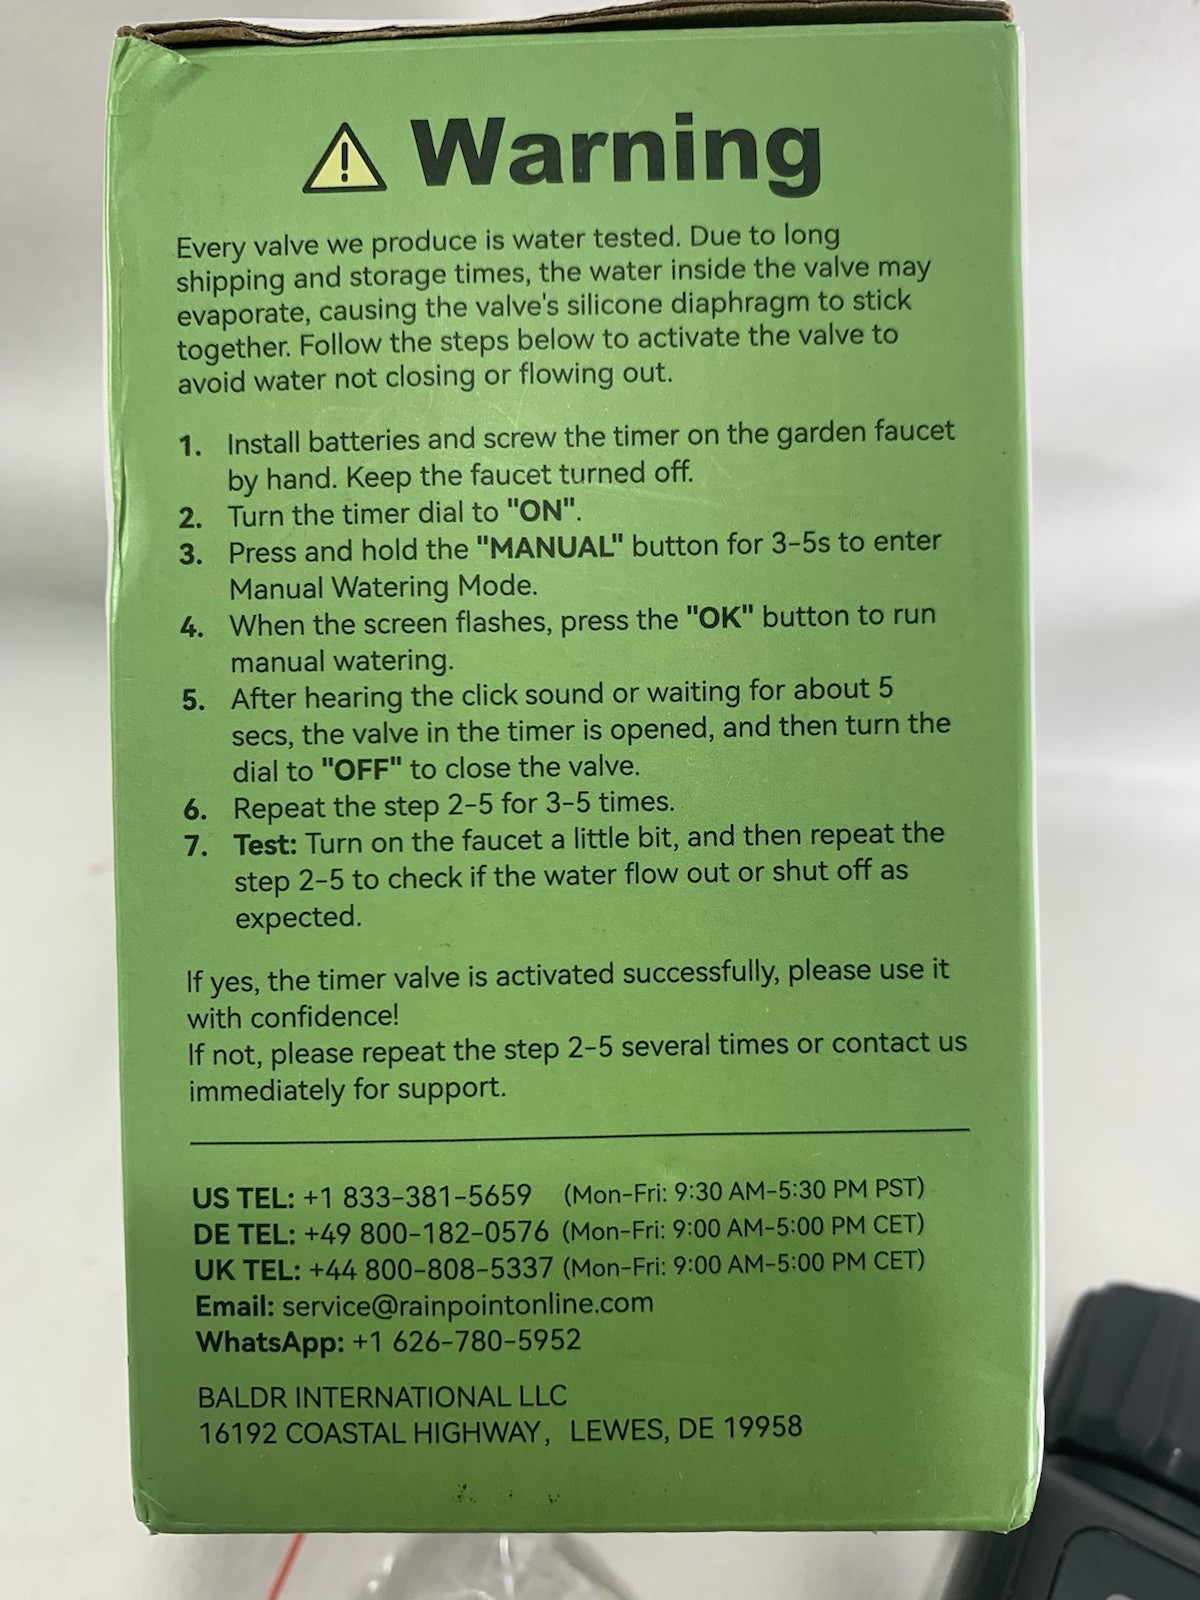 Warning
Every valve we produce is water tested. Due to long
shipping and storage times, the water inside the valve may
evaporate, causing the valve's silicone diaphragm to stick
together. Follow the steps below to activate the valve to
avoid water not closing or flowing out.
1. Install batteries and screw the timer on the garden faucet
by hand. Keep the faucet turned off.
2. Turn the timer dial to "ON".
3. Press and hold the "MANUAL" button for 3-5s to enter
Manual Watering Mode.
4. When the screen flashes, press the "OK" button to run
manual watering.
5. After hearing the click sound or waiting for about 5
secs, the valve in the timer is opened, and then turn the
dial to "OFF" to close the valve.
6. Repeat the step 2-5 for 3-5 times.
7. Test: Turn on the faucet a little bit, and then repeat the
step 2-5 to check if the water flow out or shut off as
expected.
If yes, the timer valve is activated successfully, please use it
with confidence!
If not, please repeat the step 2-5 several times or contact us
immediately for support.
US TEL: +1 833-381-5659 (Mon-Fri: 9:30 AM-5:30 PM PST)
DE TEL: +49 800-182-0576 (Mon-Fri: 9:00 AM-5:00 PM CET)
UK TEL: +44 800-808-5337 (Mon-Fri: 9:00 AM-5:00 PM CET)
Email: service@rainpointonline.com
WhatsApp: +1 626-780-5952
BALDR INTERNATIONAL LLC
16192 COASTAL HIGHWAY, LEWES, DE 19958